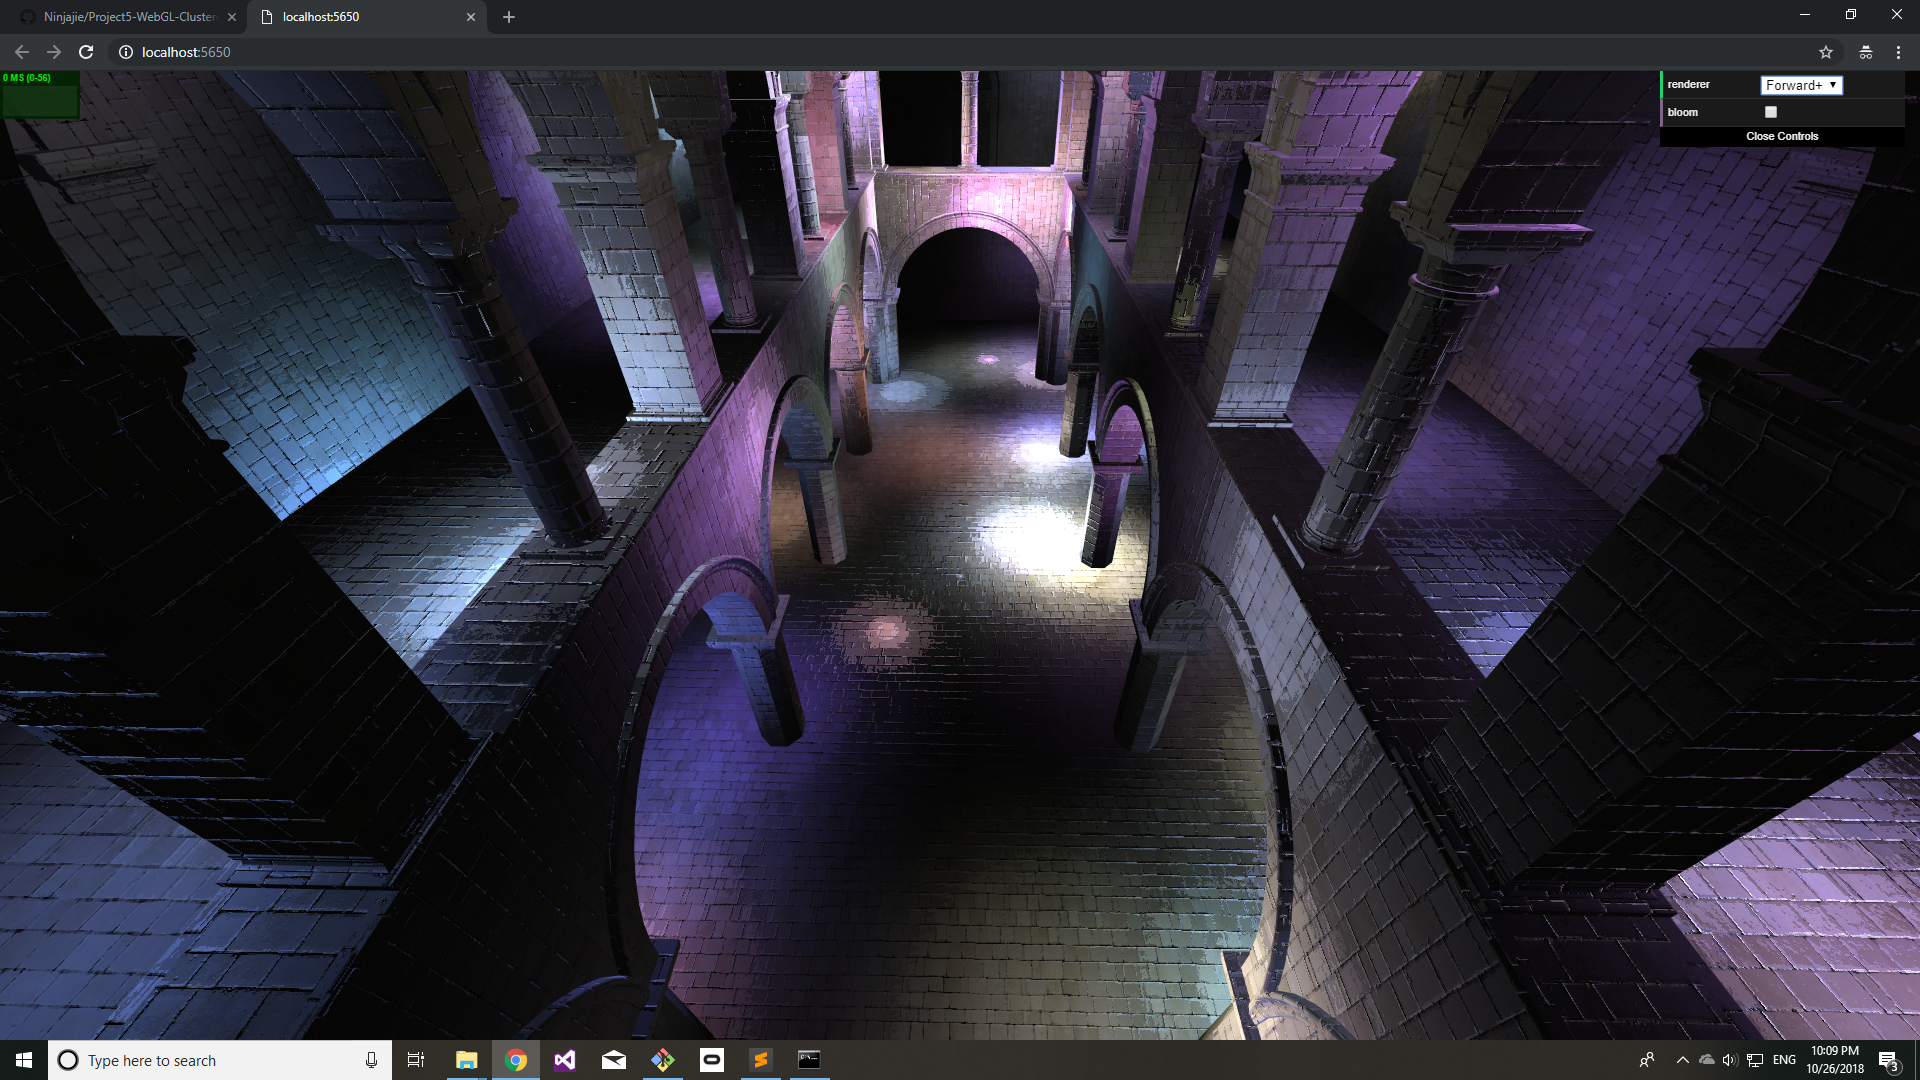 Ninjajie/Project5-WebGL-Cluster
localhost:5650
localhost:5650
0 MS (0-56)
renderer
Forward+
bloom
Close Controls
Type here to search
ENG
10:09 PM
10/26/2018
3